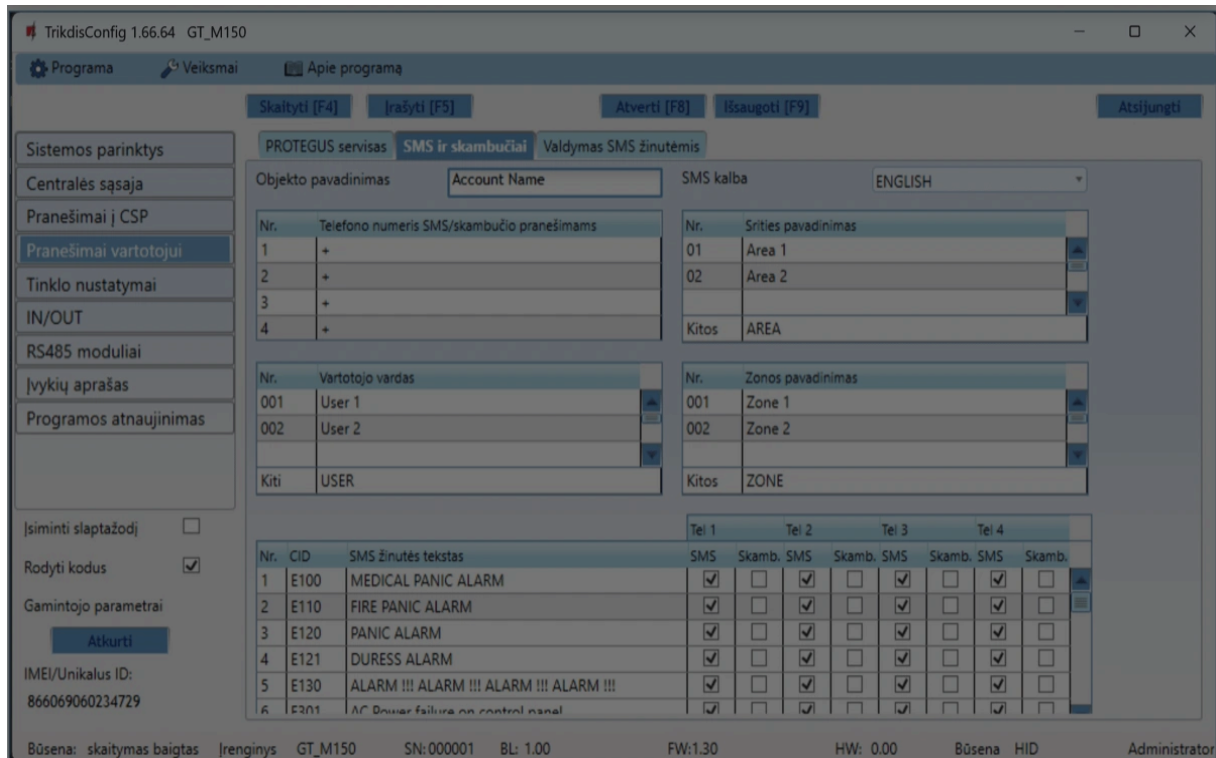 TrikdisConfig 1.66.64 GT_M150
Programa Veiksmai Apie programą
Skaityti [F4] Įrašyti [F5] Atverti [F8] Išsaugoti [F9] Atsijungti
Sistemos parinktys
Centralės sąsaja
Pranešimai į CSP
Pranešimai vartotojui
Tinklo nustatymai
IN/OUT
RS485 moduliai
Įvykių aprašas
Programos atnaujinimas
Įsiminti slaptažodį
Rodyti kodus
Gamintojo parametrai
Atkurti
IMEI/Unikalus ID:
866069060234729
PROTEGUS servisas SMS ir skambučiai Valdymas SMS žinutėmis
Objekto pavadinimas Account Name SMS kalba ENGLISH
Nr. Telefono numeris SMS/skambučio pranešimams
1 +
2 +
3 +
4 +
Nr. Srities pavadinimas
01 Area 1
02 Area 2
Kitos AREA
Nr. Vartotojo vardas
001 User 1
002 User 2
Kiti USER
Nr. Zonos pavadinimas
001 Zone 1
002 Zone 2
Kitos ZONE
Tel 1 Tel 2 Tel 3 Tel 4
Nr. CID SMS žinutės tekstas SMS Skamb. SMS Skamb. SMS Skamb. SMS Skamb.
1 E100 MEDICAL PANIC ALARM
2 E110 FIRE PANIC ALARM
3 E120 PANIC ALARM
4 E121 DURESS ALARM
5 E130 ALARM !!! ALARM !!! ALARM !!! ALARM !!!
6 E301 AC Power failure on control panel
Būsena: skaitymas baigtas Įrenginys GT_M150 SN: 000001 BL: 1.00 FW:1.30 HW: 0.00 Būsena HID Administrator